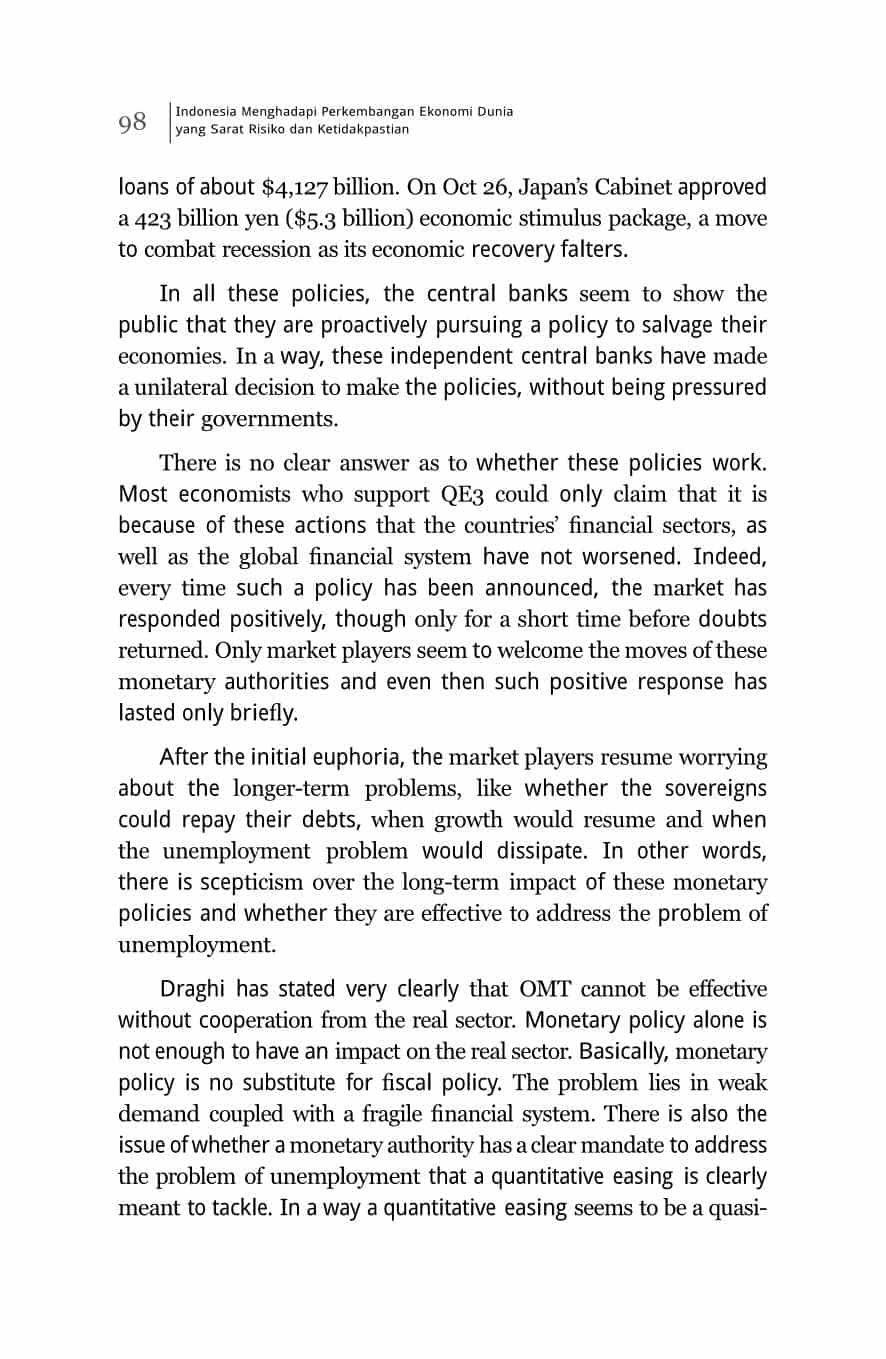 98
Indonesia Menghadapi Perkembangan Ekonomi Dunia
yang Sarat Risiko dan Ketidakpastian
loans of about $4,127 billion. On Oct 26, Japan’s Cabinet approved
a 423 billion yen ($5.3 billion) economic stimulus package, a move
to combat recession as its economic recovery falters.
In all these policies, the central banks seem to show the
public that they are proactively pursuing a policy to salvage their
economies. In a way, these independent central banks have made
a unilateral decision to make the policies, without being pressured
by their governments.
There is no clear answer as to whether these policies work.
Most economists who support QE3 could only claim that it is
because of these actions that the countries’ financial sectors, as
well as the global financial system have not worsened. Indeed,
every time such a policy has been announced, the market has
responded positively, though only for a short time before doubts
returned. Only market players seem to welcome the moves of these
monetary authorities and even then such positive response has
lasted only briefly.
After the initial euphoria, the market players resume worrying
about the longer-term problems, like whether the sovereigns
could repay their debts, when growth would resume and when
the unemployment problem would dissipate. In other words,
there is scepticism over the long-term impact of these monetary
policies and whether they are effective to address the problem of
unemployment.
Draghi has stated very clearly that OMT cannot be effective
without cooperation from the real sector. Monetary policy alone is
not enough to have an impact on the real sector. Basically, monetary
policy is no substitute for fiscal policy. The problem lies in weak
demand coupled with a fragile financial system. There is also the
issue of whether a monetary authority has a clear mandate to address
the problem of unemployment that a quantitative easing is clearly
meant to tackle. In a way a quantitative easing seems to be a quasi-